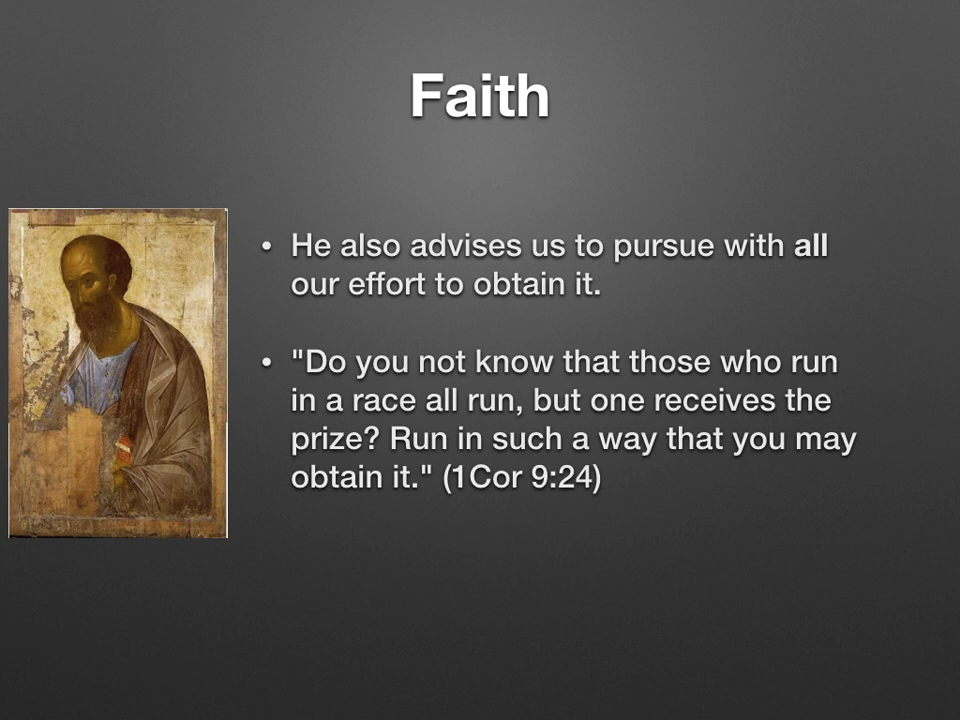 Faith
• He also advises us to pursue with all
our effort to obtain it.
• "Do you not know that those who run
in a race all run, but one receives the
prize? Run in such a way that you may
obtain it." (1Cor 9:24)